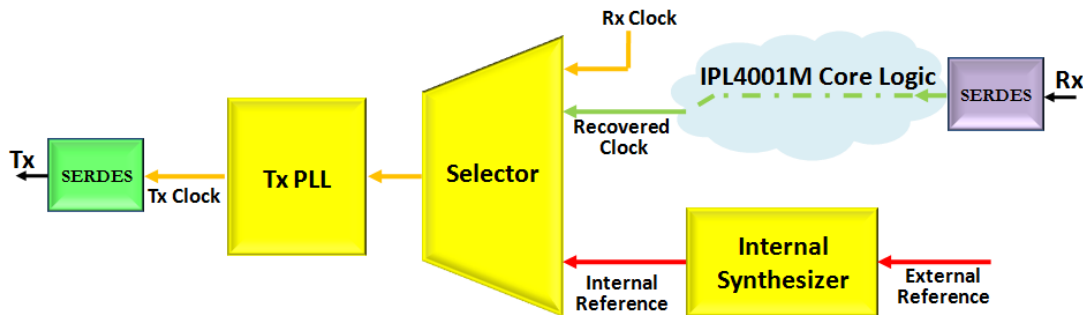 Rx Clock
IPL4001M Core Logic
SERDES
Rx
Recovered
Clock
Tx
SERDES
Tx Clock
Tx PLL
Selector
Internal
Reference
Internal
Synthesizer
External
Reference